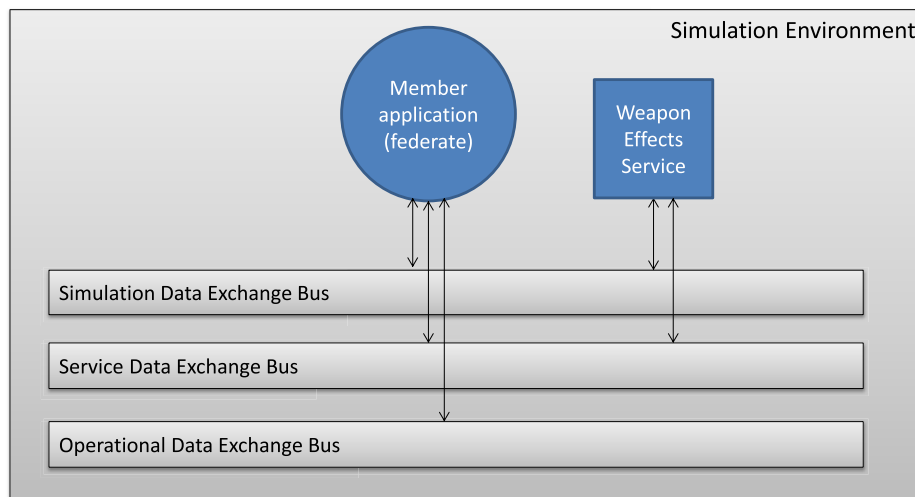 Simulation Environment
Member
application
(federate)
Weapon
Effects
Service
Simulation Data Exchange Bus
Service Data Exchange Bus
Operational Data Exchange Bus